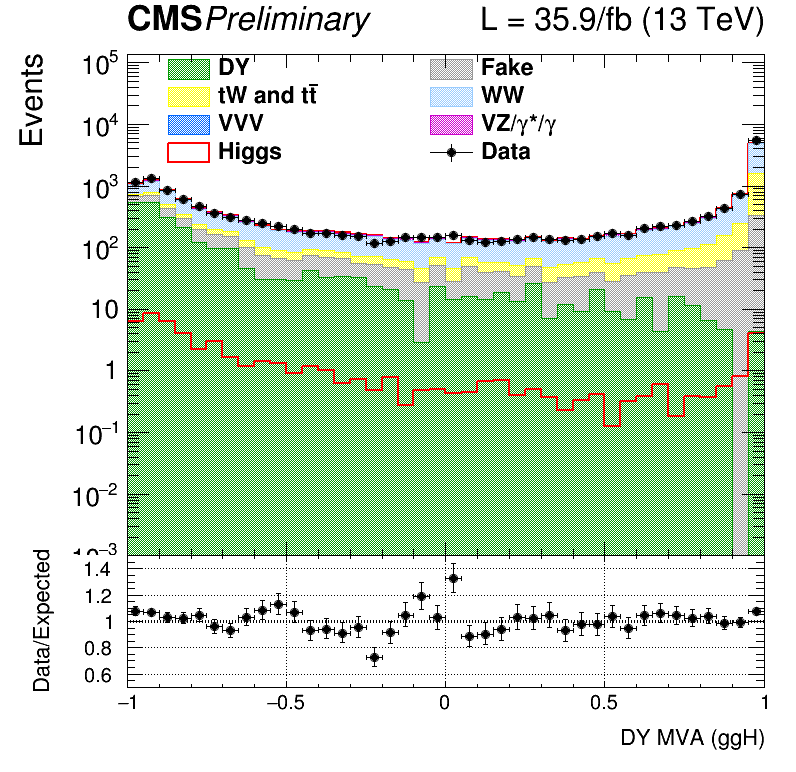 CMS Preliminary L = 35.9/fb (13 TeV)
Events
10⁵
10⁴
10³
10²
10
1
10⁻¹
10⁻²
10⁻³
DY Fake
tW and tt̅ WW
VVV VZ/γ*/γ
Higgs Data
Data/Expected
1.4
1.2
1
0.8
0.6
−1 −0.5 0 0.5 1
DY MVA (ggH)